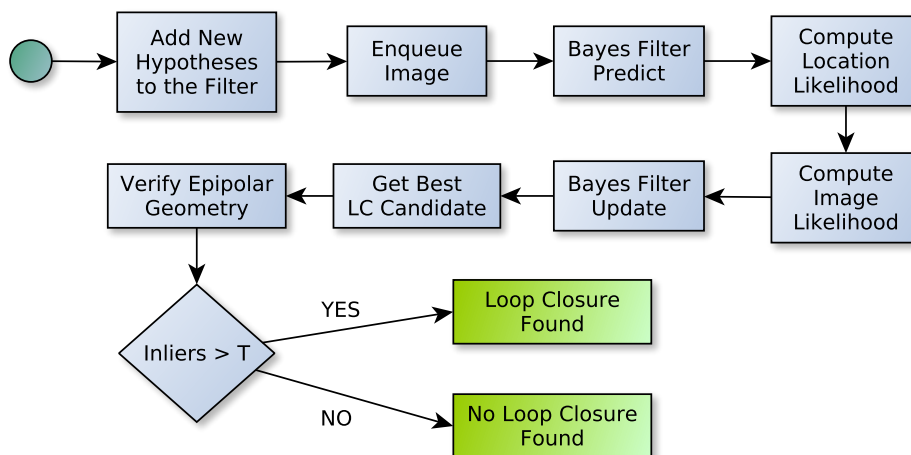 Add New
Hypotheses
to the Filter
Enqueue
Image
Bayes Filter
Predict
Compute
Location
Likelihood
Compute
Image
Likelihood
Bayes Filter
Update
Get Best
LC Candidate
Verify Epipolar
Geometry
Inliers > T
YES
Loop Closure
Found
NO
No Loop Closure
Found